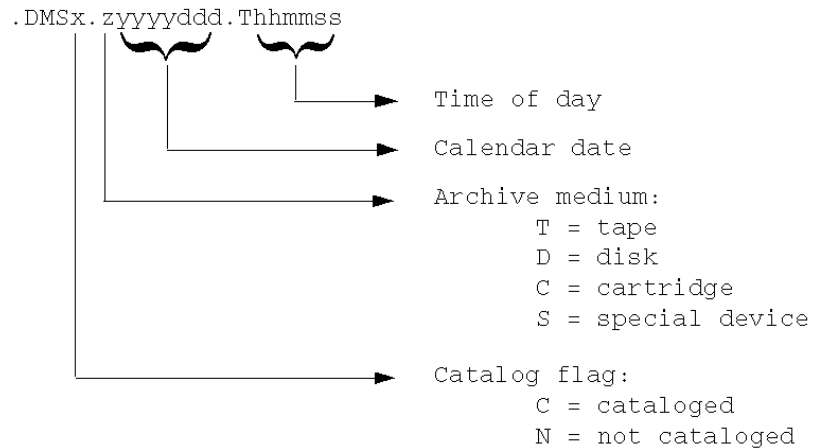 .DMSx.zyyyyddd.Thhmmss
Time of day
Calendar date
Archive medium:
T = tape
D = disk
C = cartridge
S = special device
Catalog flag:
C = cataloged
N = not cataloged